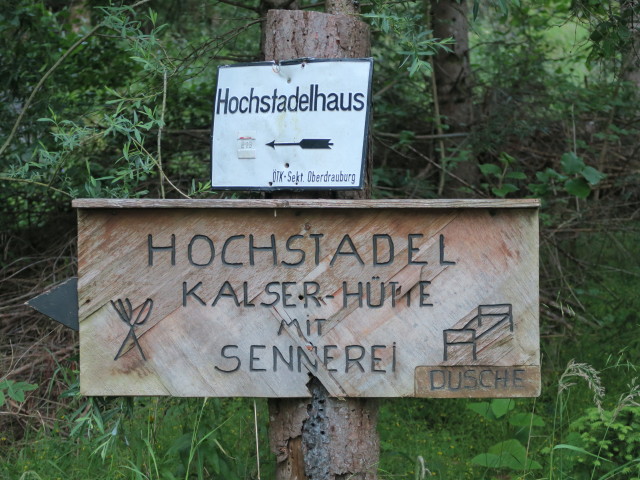 Hochstadelhaus
ÖTK-Sekt. Oberdrauburg
HOCHSTADEL
KALSER-HÜTTE
MIT
SENNEREI
DUSCHE